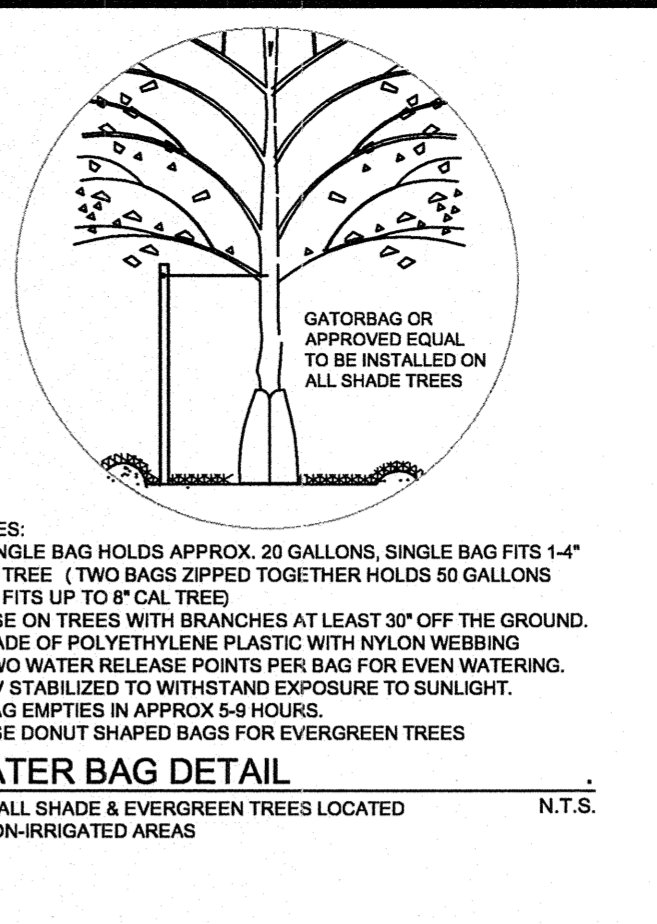 GATORBAG OR
APPROVED EQUAL
TO BE INSTALLED ON
ALL SHADE TREES
ES:
NGLE BAG HOLDS APPROX. 20 GALLONS, SINGLE BAG FITS 1-4"
TREE ( TWO BAGS ZIPPED TOGETHER HOLDS 50 GALLONS
FITS UP TO 8" CAL TREE)
SE ON TREES WITH BRANCHES AT LEAST 30" OFF THE GROUND.
ADE OF POLYETHYLENE PLASTIC WITH NYLON WEBBING
WO WATER RELEASE POINTS PER BAG FOR EVEN WATERING.
V STABILIZED TO WITHSTAND EXPOSURE TO SUNLIGHT.
AG EMPTIES IN APPROX 5-9 HOURS.
SE DONUT SHAPED BAGS FOR EVERGREEN TREES
ATER BAG DETAIL .
ALL SHADE & EVERGREEN TREES LOCATED N.T.S.
ON-IRRIGATED AREAS